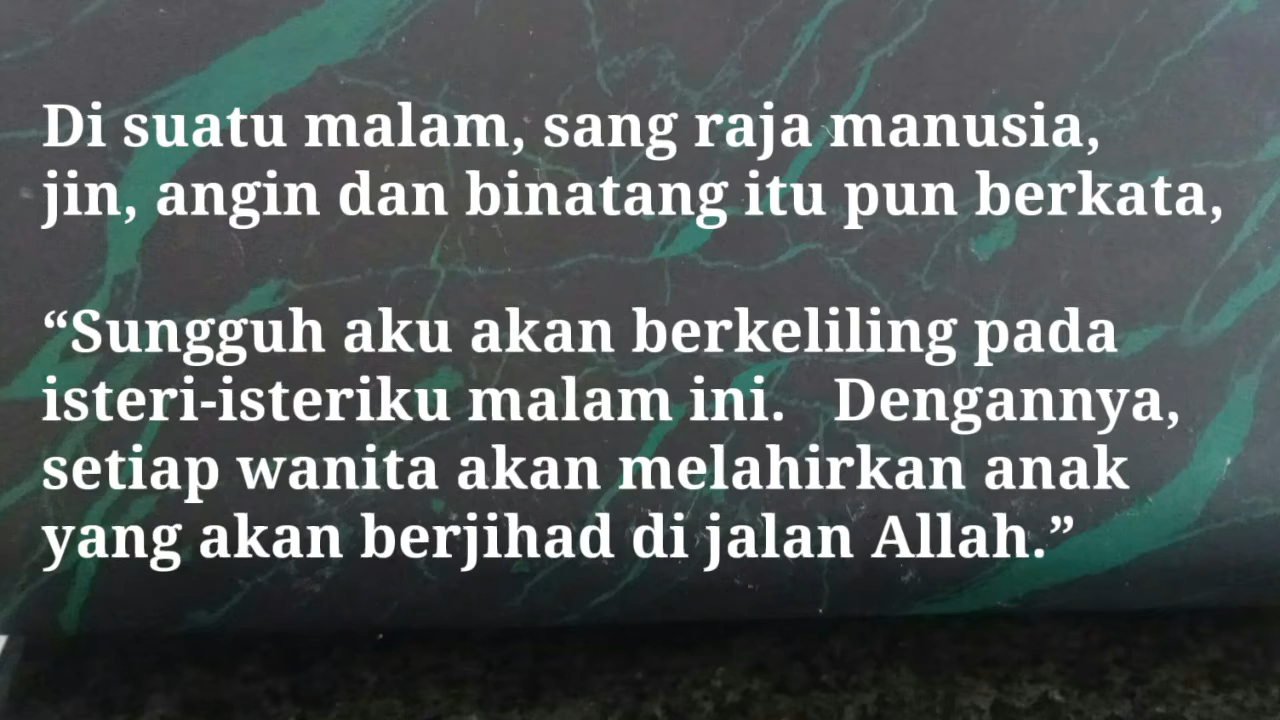 Di suatu malam, sang raja manusia,
jin, angin dan binatang itu pun berkata,
“Sungguh aku akan berkeliling pada
isteri-isteriku malam ini. Dengannya,
setiap wanita akan melahirkan anak
yang akan berjihad di jalan Allah.”